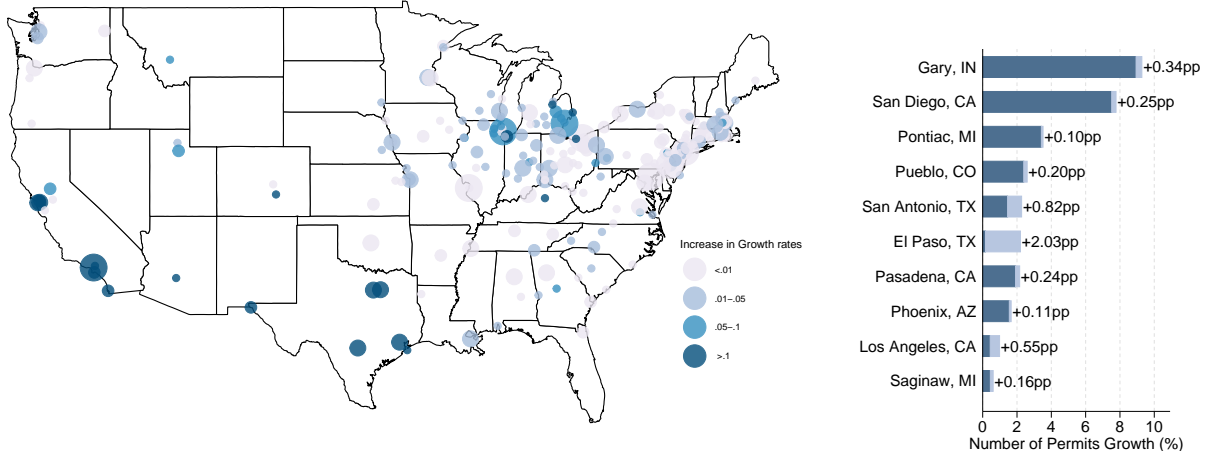 Increase in Growth rates
<.01
.01–.05
.05–.1
>.1
Gary, IN
+0.34pp
San Diego, CA
+0.25pp
Pontiac, MI
+0.10pp
Pueblo, CO
+0.20pp
San Antonio, TX
+0.82pp
El Paso, TX
+2.03pp
Pasadena, CA
+0.24pp
Phoenix, AZ
+0.11pp
Los Angeles, CA
+0.55pp
Saginaw, MI
+0.16pp
0 2 4 6 8 10
Number of Permits Growth (%)